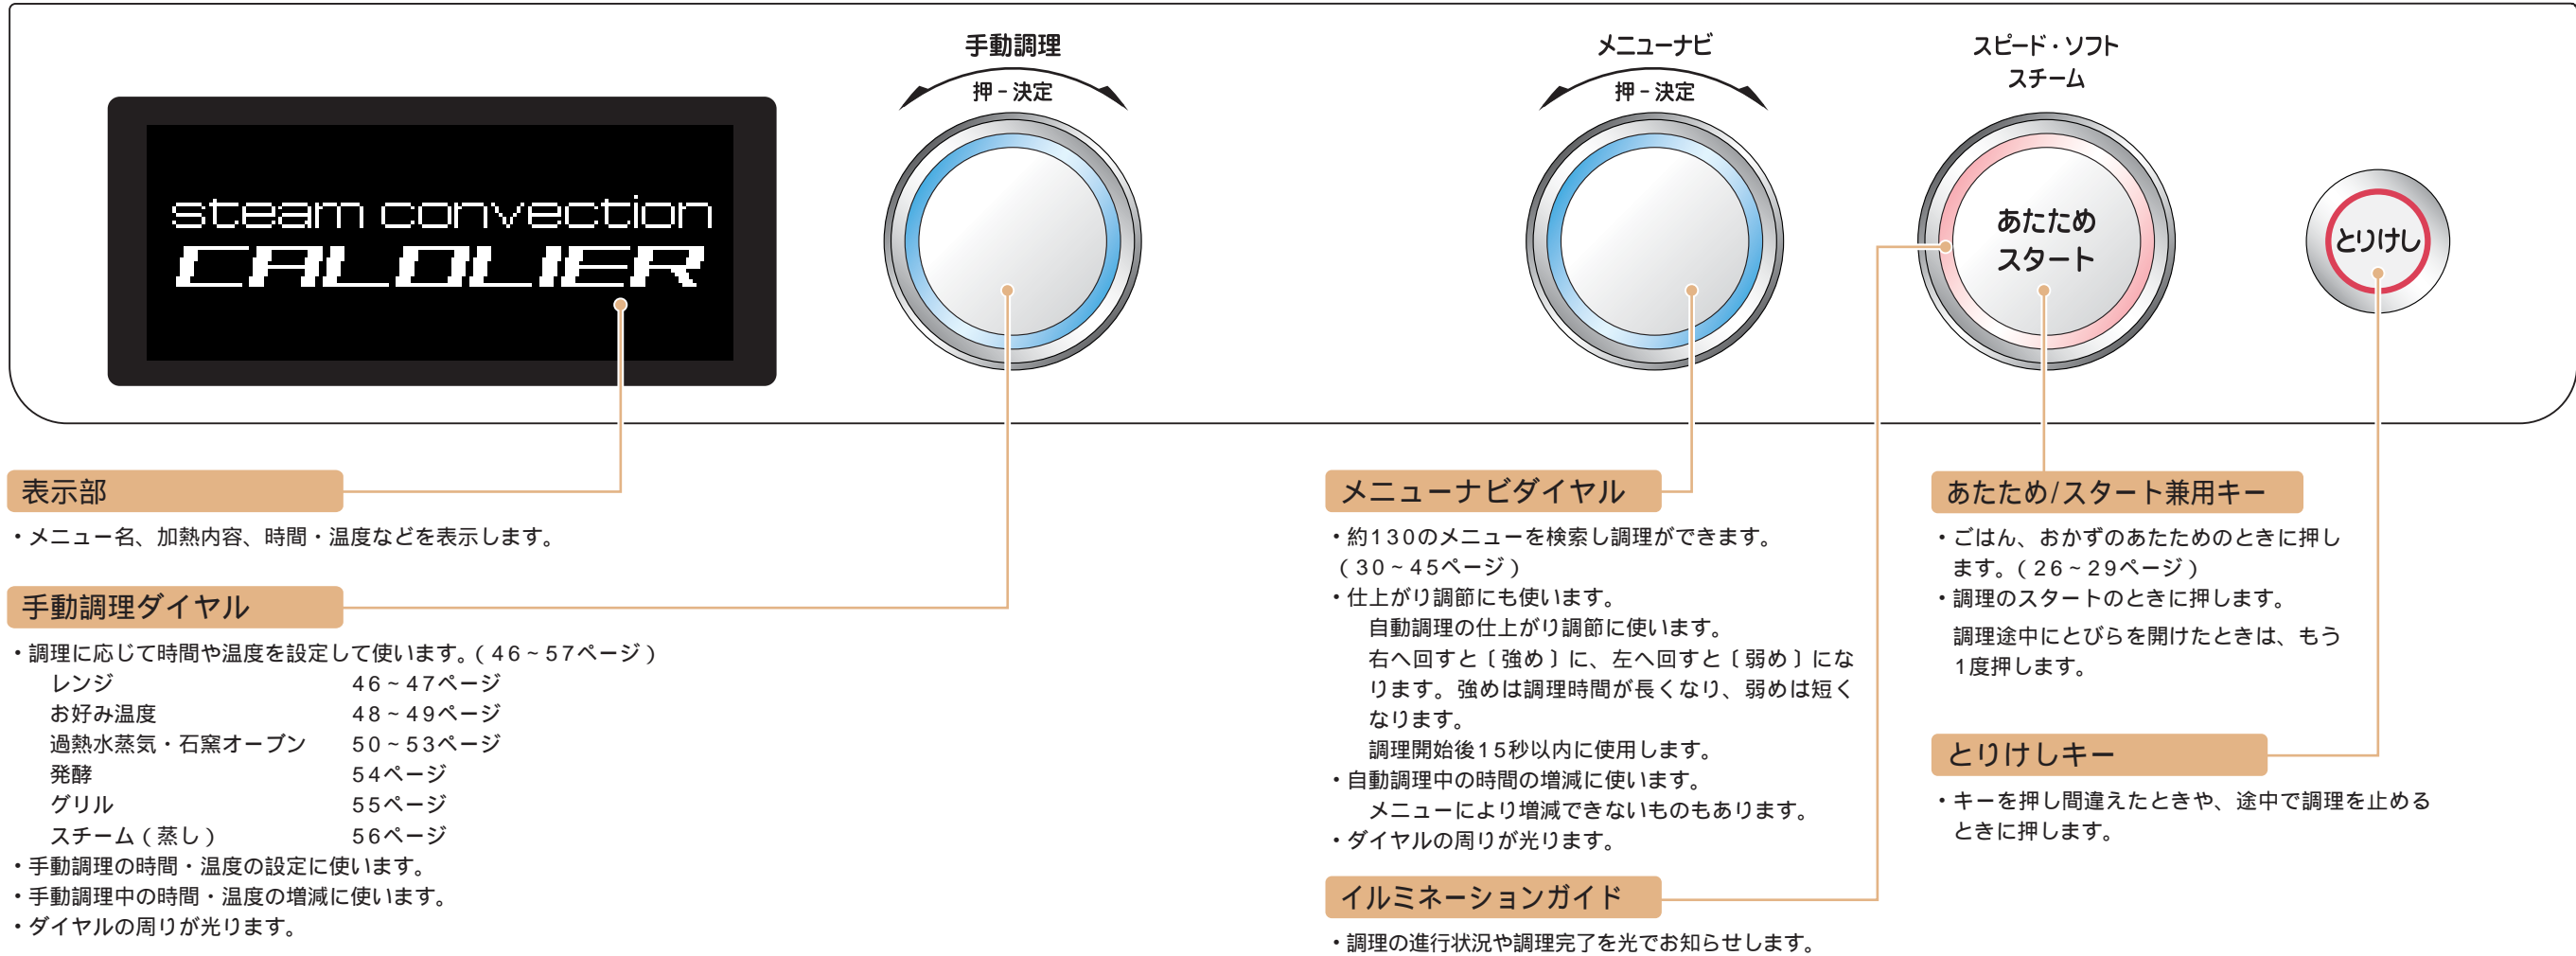 手動調理
押－決定
メニューナビ
押－決定
スピード・ソフト
スチーム
steam convection
CALOLIER
あたため
スタート
とりけし
表示部
・メニュー名、加熱内容、時間・温度などを表示します。
手動調理ダイヤル
・調理に応じて時間や温度を設定して使います。（46～57ページ）
レンジ 46～47ページ
お好み温度 48～49ページ
過熱水蒸気・石窯オーブン 50～53ページ
発酵 54ページ
グリル 55ページ
スチーム（蒸し） 56ページ
・手動調理の時間・温度の設定に使います。
・手動調理中の時間・温度の増減に使います。
・ダイヤルの周りが光ります。
メニューナビダイヤル
・約130のメニューを検索し調理ができます。
（30～45ページ）
・仕上がり調節にも使います。
自動調理の仕上がり調節に使います。
右へ回すと〔強め〕に、左へ回すと〔弱め〕にな
ります。強めは調理時間が長くなり、弱めは短く
なります。
調理開始後15秒以内に使用します。
・自動調理中の時間の増減に使います。
メニューにより増減できないものもあります。
・ダイヤルの周りが光ります。
イルミネーションガイド
・調理の進行状況や調理完了を光でお知らせします。
あたため/スタート兼用キー
・ごはん、おかずのあたためのときに押し
ます。（26～29ページ）
・調理のスタートのときに押します。
調理途中にとびらを開けたときは、もう
1度押します。
とりけしキー
・キーを押し間違えたときや、途中で調理を止める
ときに押します。